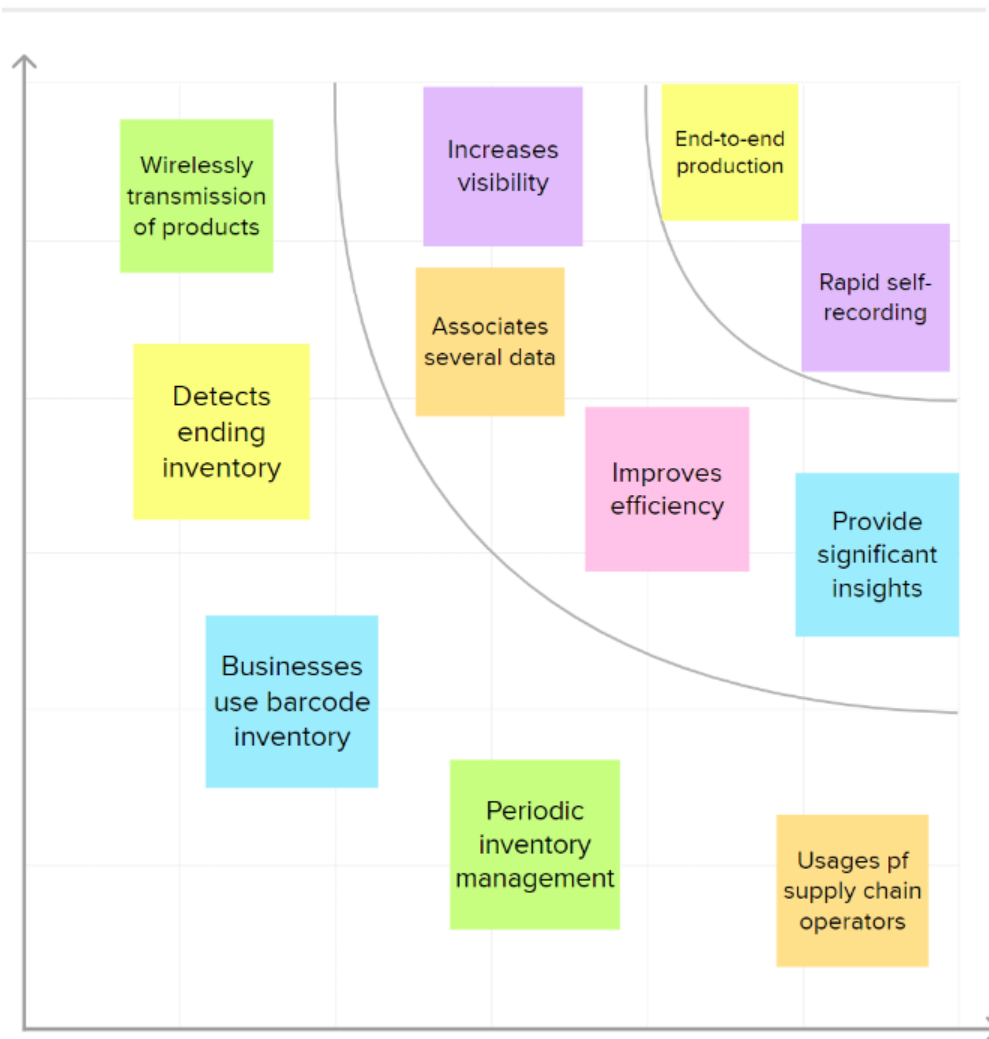 Wirelessly
transmission
of products
Increases
visibility
End-to-end
production
Rapid self-
recording
Associates
several data
Detects
ending
inventory
Improves
efficiency
Provide
significant
insights
Businesses
use barcode
inventory
Periodic
inventory
management
Usages pf
supply chain
operators